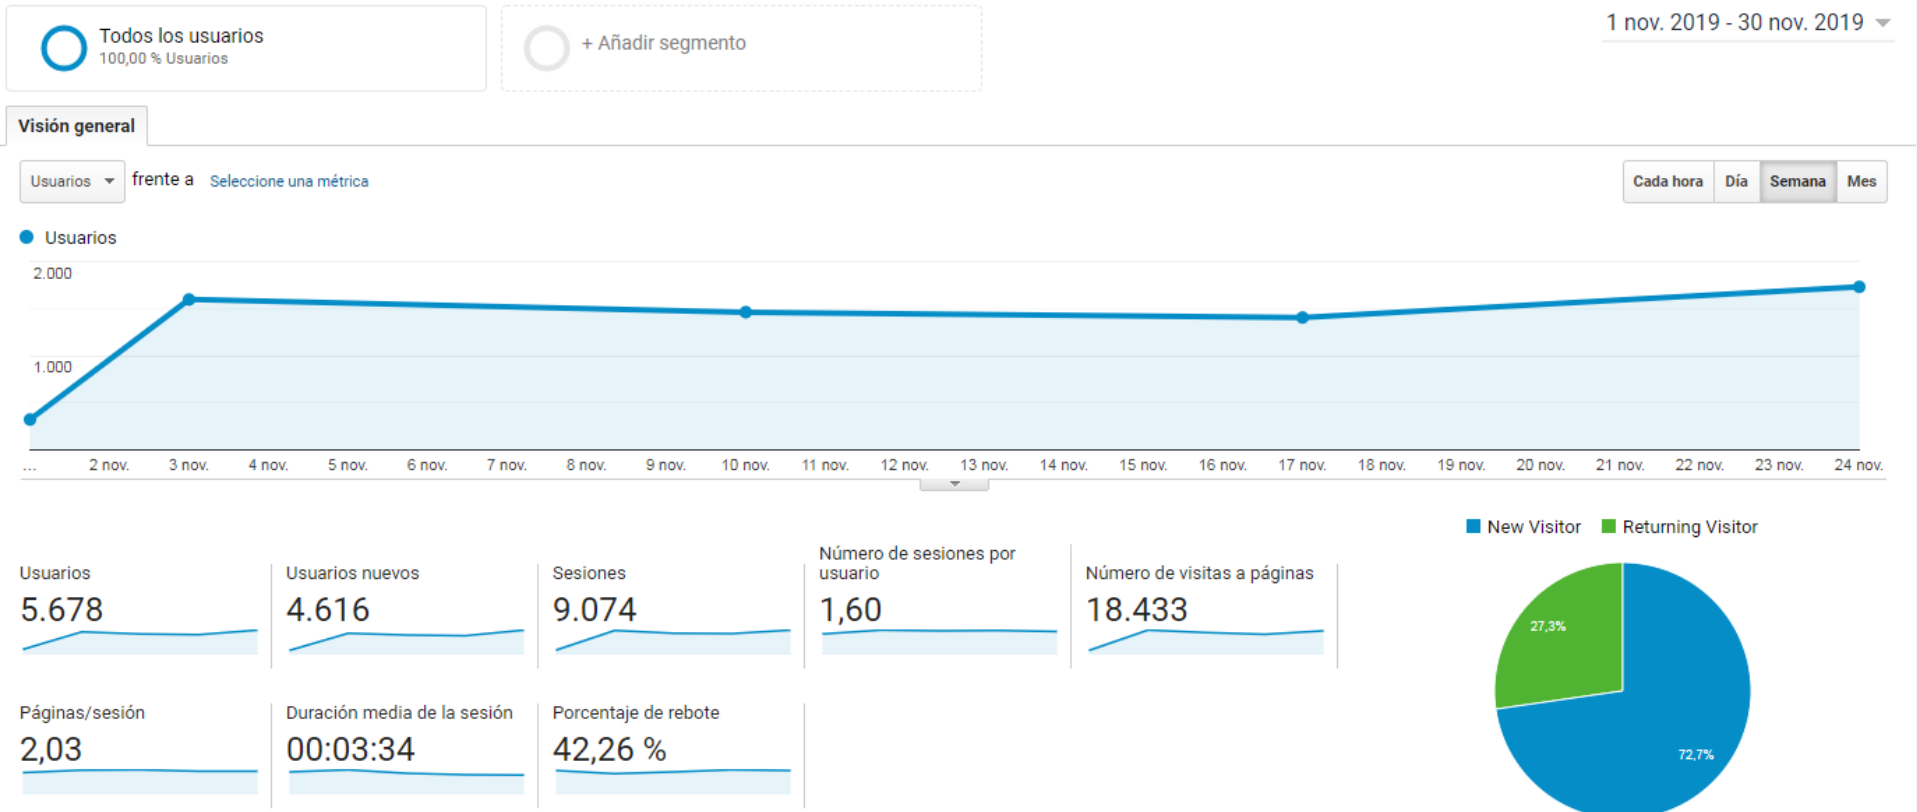 Todos los usuarios
100,00 % Usuarios
+ Añadir segmento
1 nov. 2019 - 30 nov. 2019
Visión general
Usuarios frente a Seleccione una métrica
Cada hora Día Semana Mes
Usuarios
2.000
1.000
... 2 nov. 3 nov. 4 nov. 5 nov. 6 nov. 7 nov. 8 nov. 9 nov. 10 nov. 11 nov. 12 nov. 13 nov. 14 nov. 15 nov. 16 nov. 17 nov. 18 nov. 19 nov. 20 nov. 21 nov. 22 nov. 23 nov. 24 nov.
New Visitor Returning Visitor
Usuarios
5.678
Usuarios nuevos
4.616
Sesiones
9.074
Número de sesiones por
usuario
1,60
Número de visitas a páginas
18.433
Páginas/sesión
2,03
Duración media de la sesión
00:03:34
Porcentaje de rebote
42,26 %
27,3%
72,7%